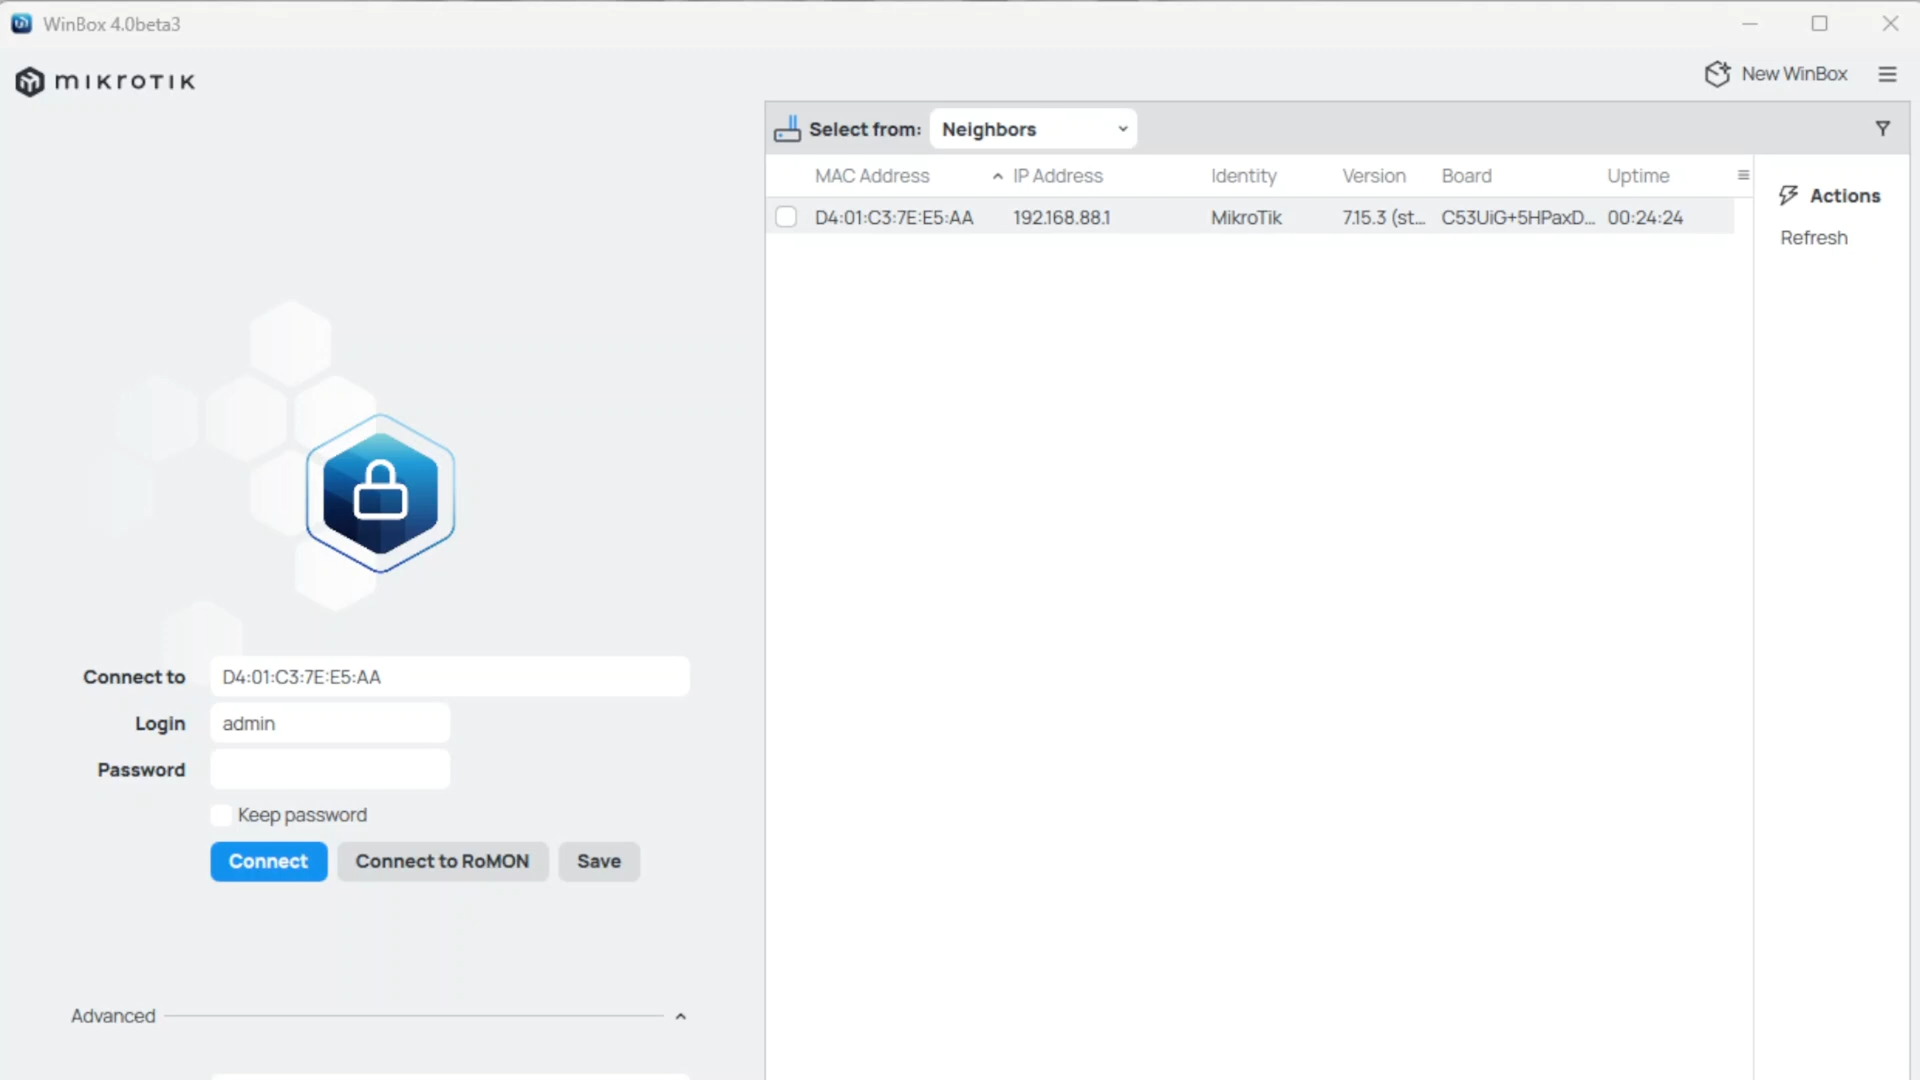 WinBox 4.0beta3
MIKROTIK
New WinBox
Select from: Neighbors
MAC Address IP Address Identity Version Board Uptime
D4:01:C3:7E:E5:AA 192.168.88.1 MikroTik 7.15.3 (st... C53UiG+5HPaxD... 00:24:24
Actions
Refresh
Connect to D4:01:C3:7E:E5:AA
Login admin
Password
Keep password
Connect Connect to RoMON Save
Advanced